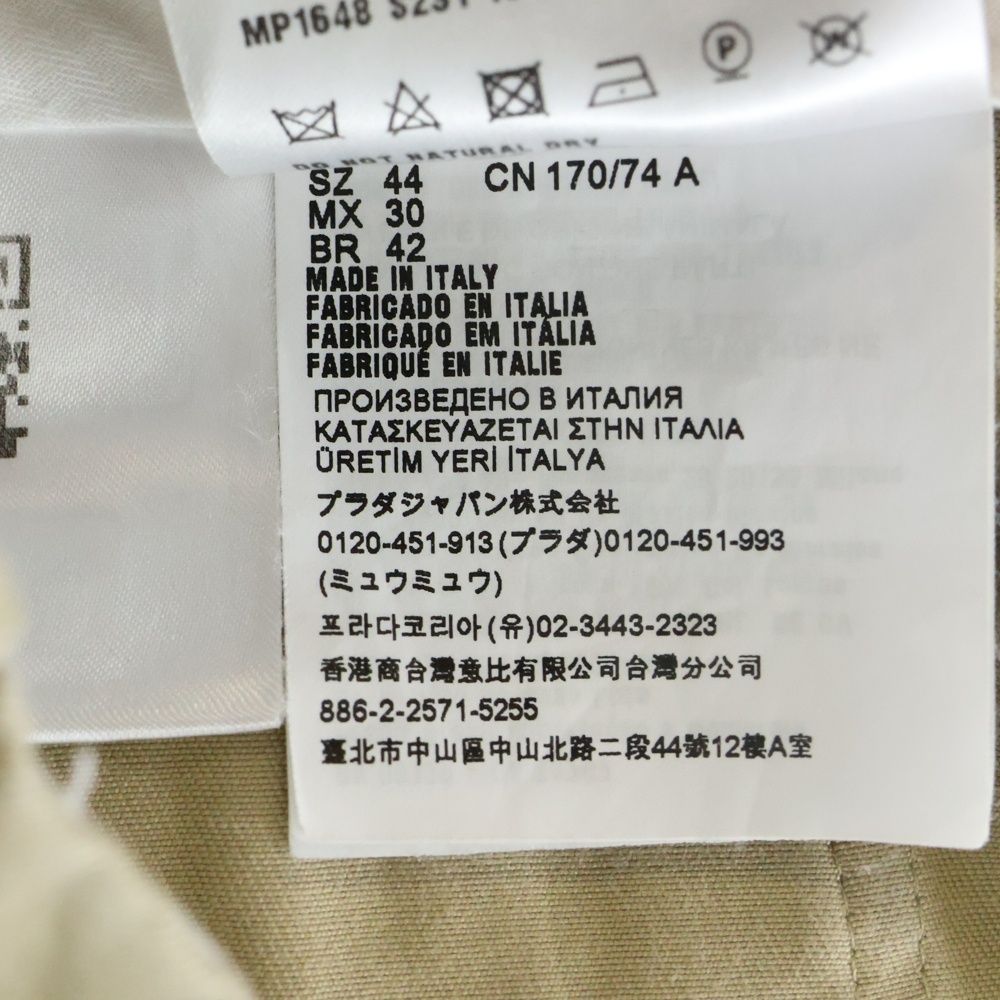 MP1648 S231
DO NOT NATURAL DRY
SZ 44 CN 170/74 A
MX 30
BR 42
MADE IN ITALY
FABRICADO EN ITALIA
FABRICADO EM ITÁLIA
FABRIQUÉ EN ITALIE
ПРОИЗВЕДЕНО В ИТАЛИЯ
ΚΑΤΑΣΚΕΥΑΖΕΤΑΙ ΣΤΗΝ ΙΤΑΛΙΑ
ÜRETİM YERİ İTALYA
プラダジャパン株式会社
0120-451-913(プラダ)0120-451-993
(ミュウミュウ)
프라다코리아(유)02-3443-2323
香港商台灣意比有限公司台灣分公司
886-2-2571-5255
臺北市中山區中山北路二段44號12樓A室